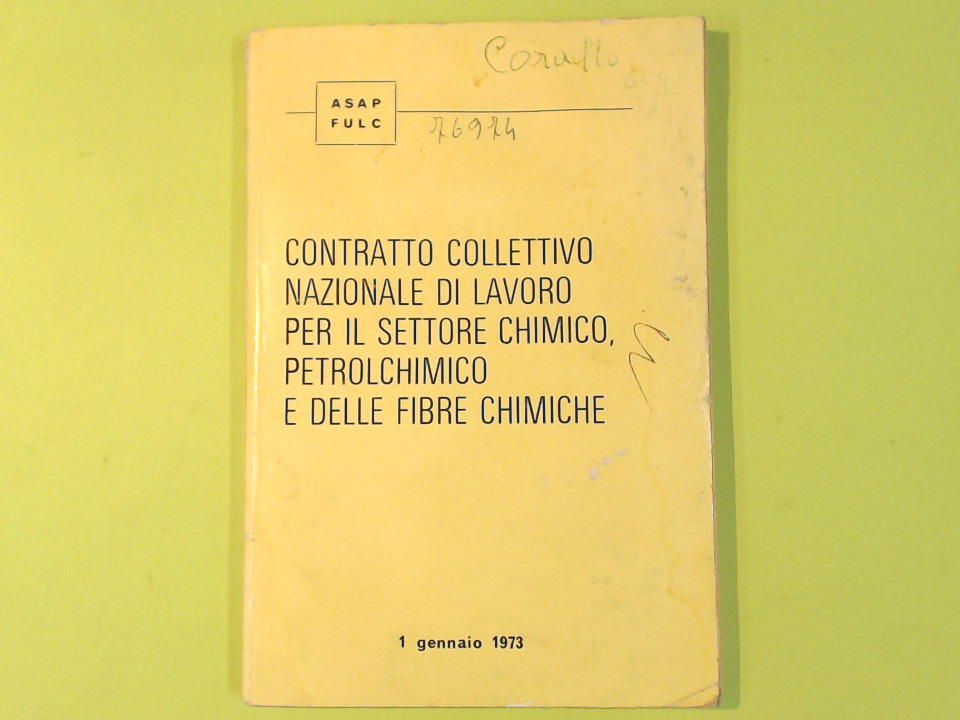 Corallo
ASAP
FULC
76974
CONTRATTO COLLETTIVO
NAZIONALE DI LAVORO
PER IL SETTORE CHIMICO,
PETROLCHIMICO
E DELLE FIBRE CHIMICHE
1 gennaio 1973